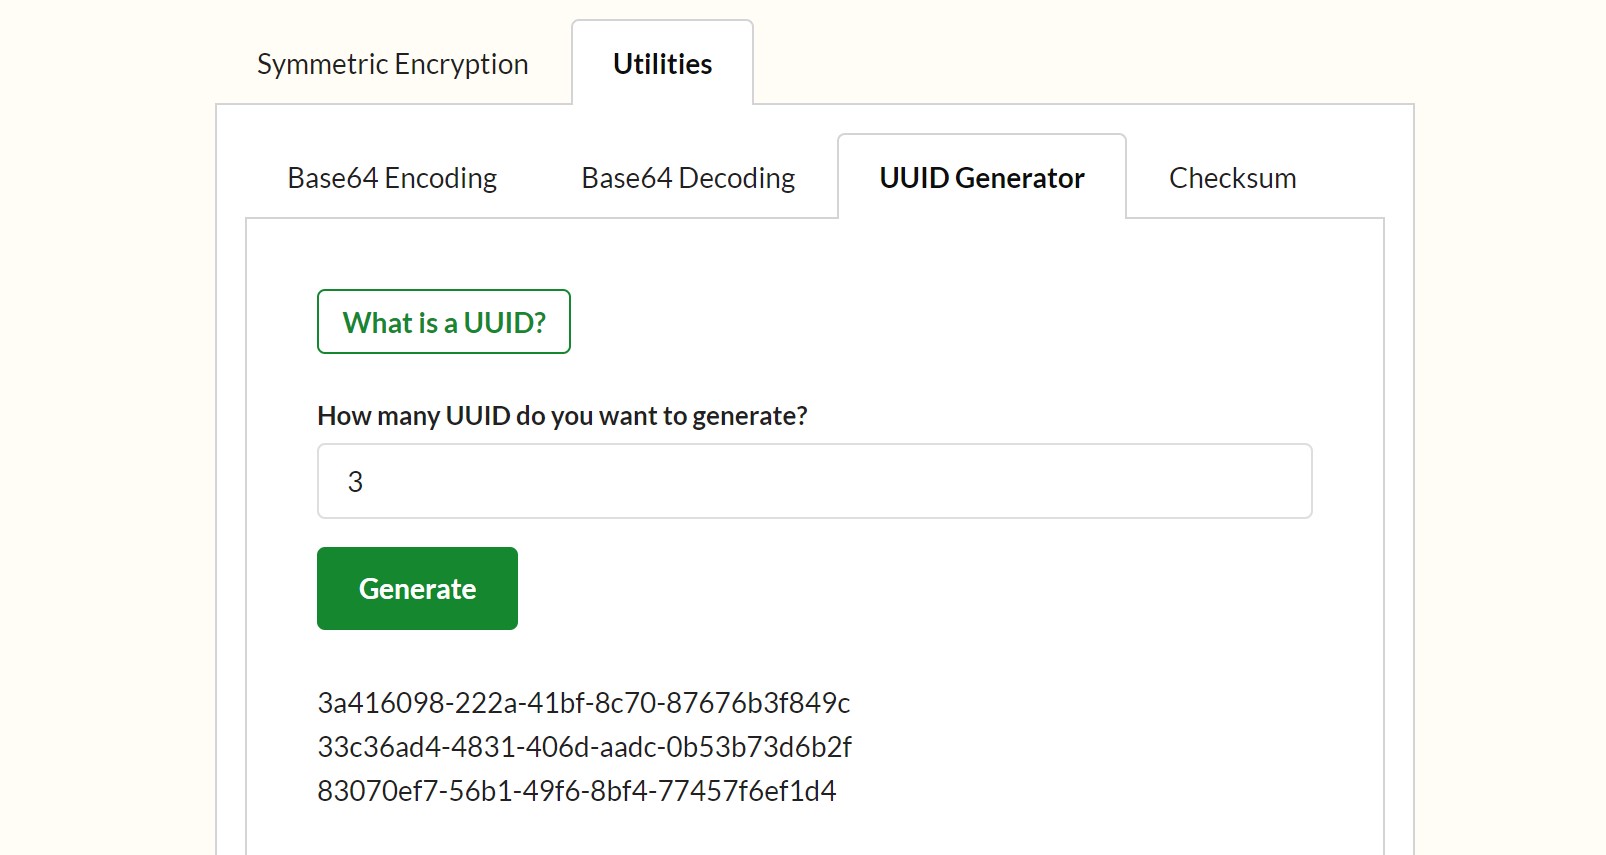 Symmetric Encryption Utilities
Base64 Encoding Base64 Decoding UUID Generator Checksum
What is a UUID?
How many UUID do you want to generate?
3
Generate
3a416098-222a-41bf-8c70-87676b3f849c
33c36ad4-4831-406d-aadc-0b53b73d6b2f
83070ef7-56b1-49f6-8bf4-77457f6ef1d4